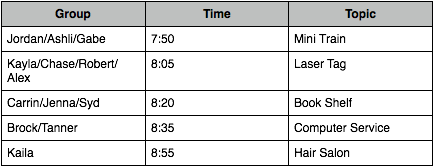 Group Time Topic
Jordan/Ashli/Gabe 7:50 Mini Train
Kayla/Chase/Robert/ 8:05 Laser Tag
Alex
Carrin/Jenna/Syd 8:20 Book Shelf
Brock/Tanner 8:35 Computer Service
Kaila 8:55 Hair Salon